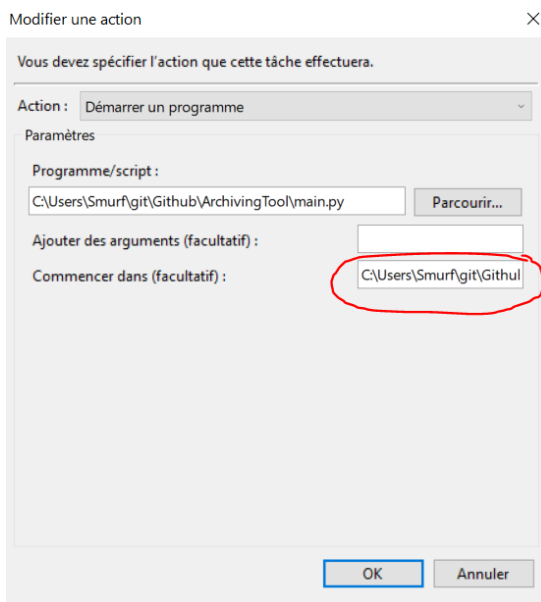 Modifier une action
Vous devez spécifier l'action que cette tâche effectuera.
Action : Démarrer un programme
Paramètres
Programme/script :
C:\Users\Smurf\git\Github\ArchivingTool\main.py Parcourir...
Ajouter des arguments (facultatif) :
Commencer dans (facultatif) : C:\Users\Smurf\git\Githul
OK Annuler